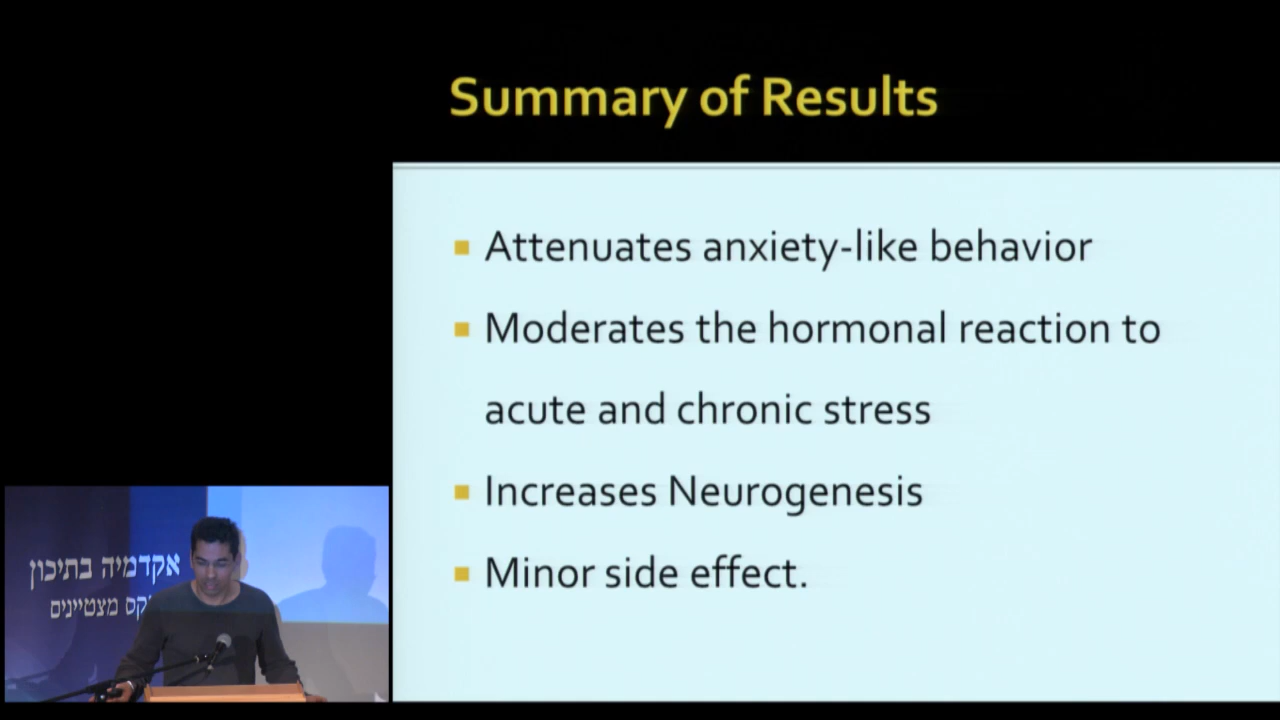 Summary of Results
Attenuates anxiety-like behavior
Moderates the hormonal reaction to
acute and chronic stress
Increases Neurogenesis
Minor side effect.
אקדמיה בתיכון
מצטיינים